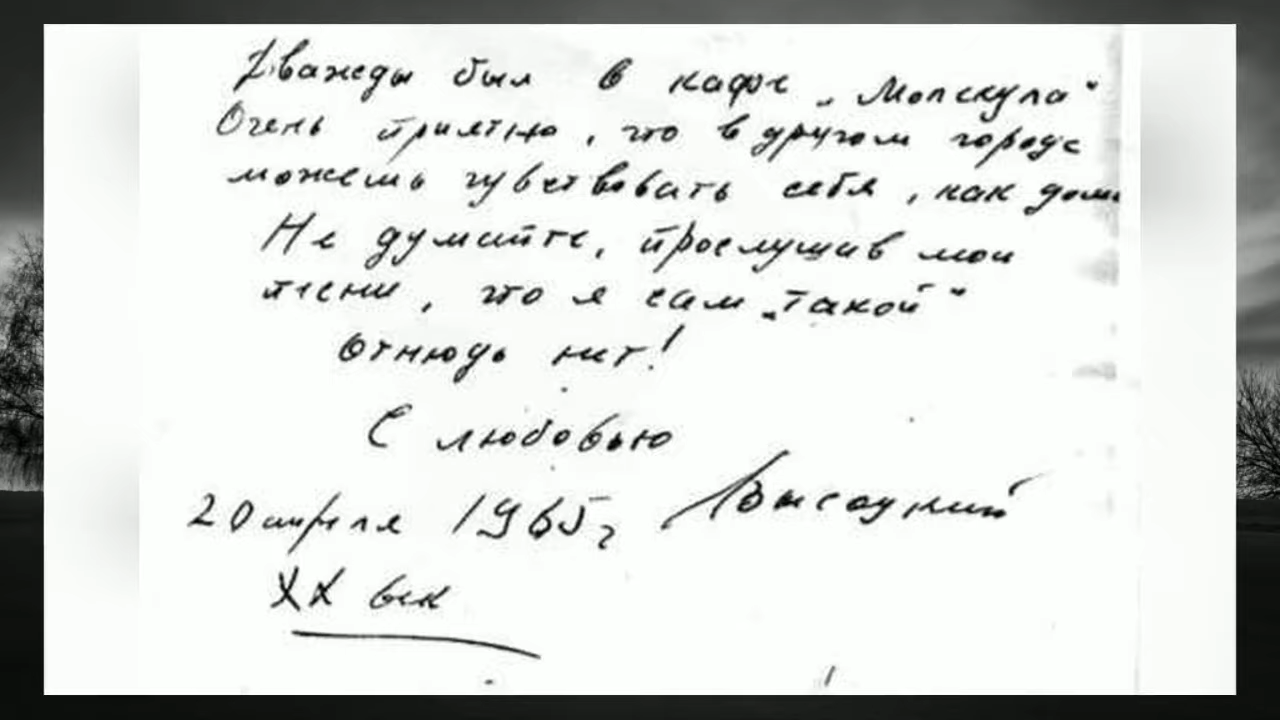 Дважды был в кафе „Молекула“
Очень приятно, что в другом городе
можешь чувствовать себя, как дома
Не думайте, прослушив мои
песни, что я сам „такой“
Отнюдь нет!
С любовью
20 апреля 1965 г Высоцкий
XX век